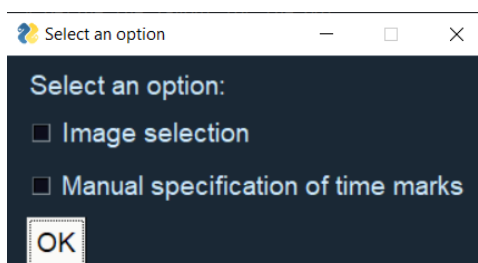 Select an option
Select an option:
Image selection
Manual specification of time marks
OK